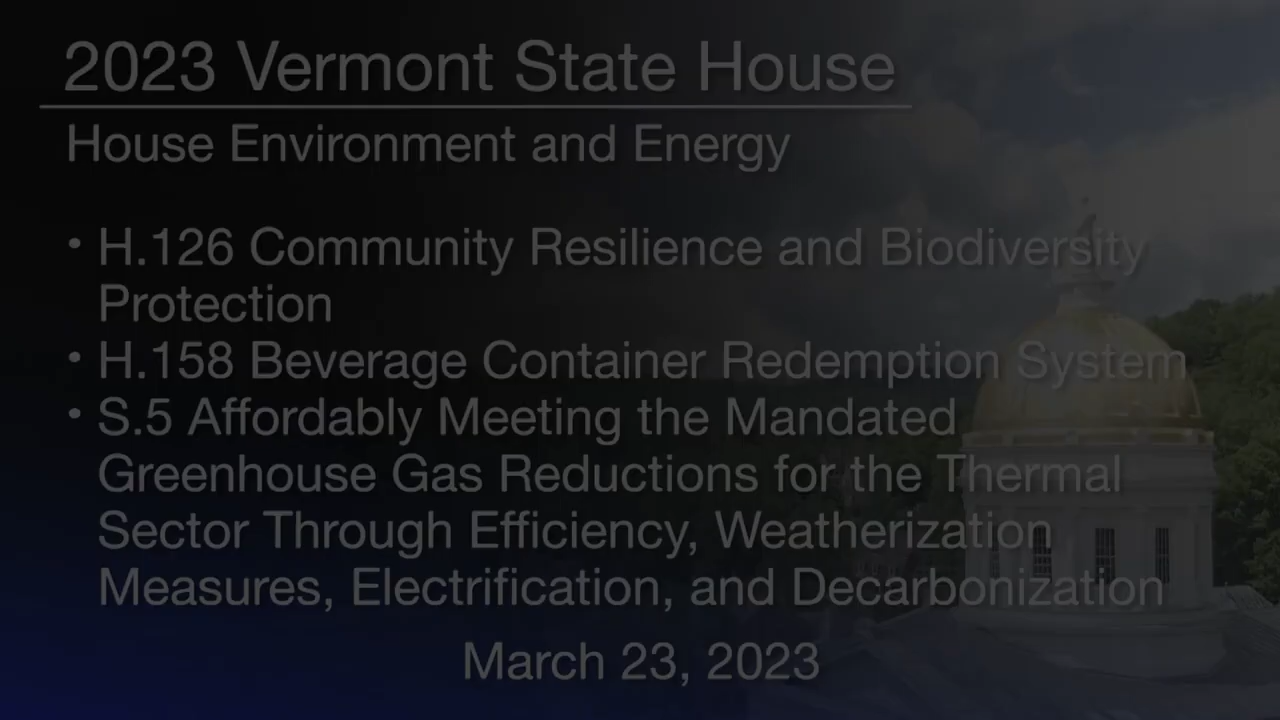 2023 Vermont State House
House Environment and Energy
• H.126 Community Resilience and Biodiversity
Protection
• H.158 Beverage Container Redemption System
• S.5 Affordably Meeting the Mandated
Greenhouse Gas Reductions for the Thermal
Sector Through Efficiency, Weatherization
Measures, Electrification, and Decarbonization
March 23, 2023